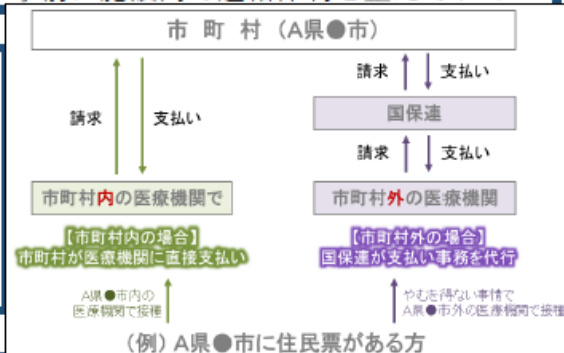 市 町 村 (A県●市)
請求 支払い
国保連
請求 支払い
請求 支払い
市町村内の医療機関で
市町村外の医療機関
【市町村内の場合】
市町村が医療機関に直接支払い
【市町村外の場合】
国保連が支払い事務を代行
A県●市内の
医療機関で接種
やむを得ない事情で
A県●市外の医療機関で接種
(例) A県●市に住民票がある方